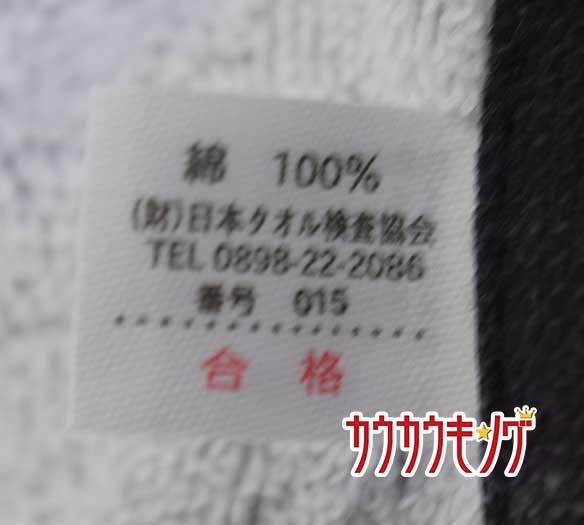 綿 100%
(財)日本タオル検査協会
TEL 0898-22-2086
番号 015
合格
カウカウキング